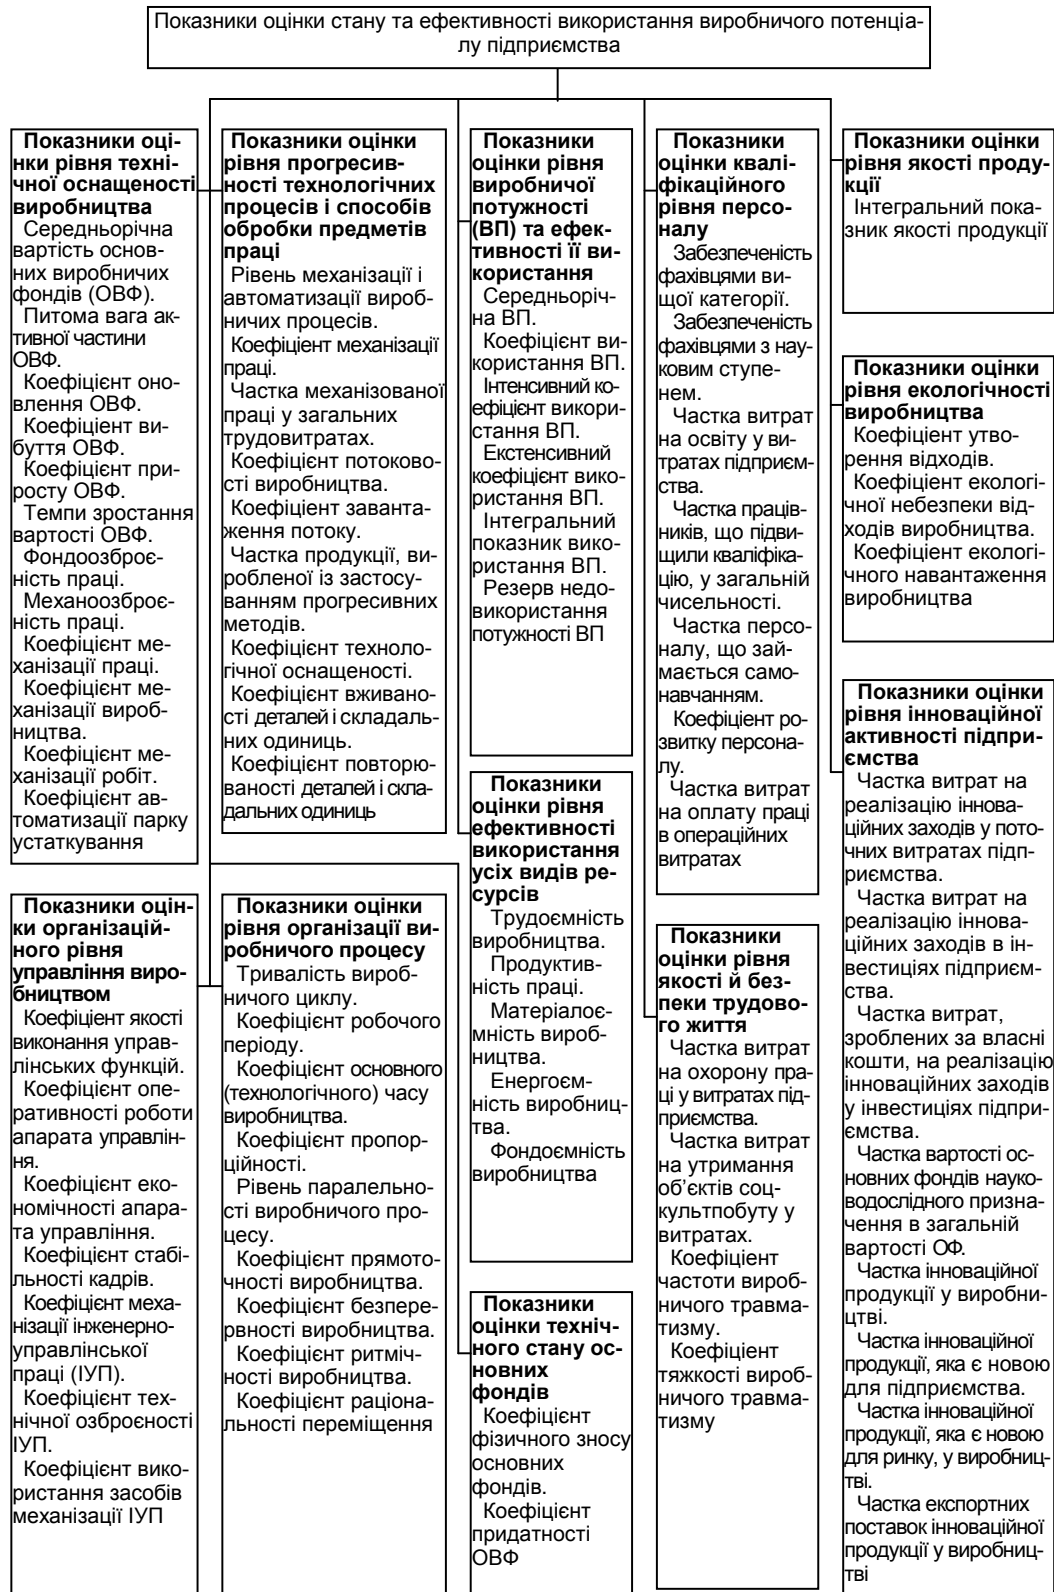 Показники оцінки стану та ефективності використання виробничого потенціа-
лу підприємства
Показники оці-
нки рівня техні-
чної оснащеності
виробництва
Середньорічна
вартість основ-
них виробничих
фондів (ОВФ).
Питома вага ак-
тивної частини
ОВФ.
Коефіцієнт оно-
влення ОВФ.
Коефіцієнт ви-
буття ОВФ.
Коефіцієнт при-
росту ОВФ.
Темпи зростання
вартості ОВФ.
Фондоозброє-
ність праці.
Механоозброє-
ність праці.
Коефіцієнт ме-
ханізації праці.
Коефіцієнт ме-
ханізації вироб-
ництва.
Коефіцієнт ме-
ханізації робіт.
Коефіцієнт ав-
томатизації парку
устаткування
Показники оцінки
рівня прогресив-
ності технологічних
процесів і способів
обробки предметів
праці
Рівень механізації і
автоматизації вироб-
ничих процесів.
Коефіцієнт механізації
праці.
Частка механізованої
праці у загальних
трудовитратах.
Коефіцієнт потоково-
сті виробництва.
Коефіцієнт заванта-
ження потоку.
Частка продукції, ви-
робленої із застосу-
ванням прогресивних
методів.
Коефіцієнт техноло-
гічної оснащеності.
Коефіцієнт вживано-
сті деталей і складаль-
них одиниць.
Коефіцієнт повторю-
ваності деталей і скла-
дальних одиниць
Показники
оцінки рівня
виробничої
потужності
(ВП) та ефек-
тивності її ви-
користання
Середньоріч-
на ВП.
Коефіцієнт ви-
користання ВП.
Інтенсивний ко-
ефіцієнт викори-
стання ВП.
Екстенсивний
коефіцієнт вико-
ристання ВП.
Інтегральний
показник вико-
ристання ВП.
Резерв недо-
використання
потужності ВП
Показники
оцінки квалі-
фікаційного
рівня персо-
налу
Забезпеченість
фахівцями ви-
щої категорії.
Забезпеченість
фахівцями з нау-
ковим ступе-
нем.
Частка витрат
на освіту у ви-
тратах підприєм-
ства.
Частка праців-
ників, що підви-
щили кваліфіка-
цію, у загальній
чисельності.
Частка персо-
налу, що зай-
мається само-
навчанням.
Коефіцієнт ро-
звитку персона-
лу.
Частка витрат
на оплату праці
в операційних
витратах
Показники оцінки
рівня якості проду-
кції
Інтегральний пока-
зник якості продукції
Показники оцінки
рівня екологічності
виробництва
Коефіцієнт утво-
рення відходів.
Коефіцієнт екологі-
чної небезпеки від-
ходів виробництва.
Коефіцієнт екологі-
чного навантаження
виробництва
Показники оцінки
рівня інноваційної
активності підпри-
ємства
Частка витрат на
реалізацію іннова-
ційних заходів у пото-
чних витратах підп-
риємства.
Частка витрат на
реалізацію іннова-
ційних заходів в ін-
вестиціях підприєм-
ства.
Частка витрат,
зроблених за власні
кошти, на реалізацію
інноваційних заходів
у інвестиціях підпри-
ємства.
Частка вартості ос-
новних фондів науко-
водослідного призна-
чення в загальній
вартості ОФ.
Частка інноваційної
продукції у виробни-
цтві.
Частка інноваційної
продукції, яка є новою
для підприємства.
Частка інноваційної
продукції, яка є новою
для ринку, у виробниц-
тві.
Частка експортних
поставок інноваційної
продукції у виробниц-
тві
Показники оцін-
ки організацій-
ного рівня
управління виро-
бництвом
Коефіцієнт якості
виконання управ-
лінських функцій.
Коефіцієнт опе-
ративності роботи
апарата управлін-
ня.
Коефіцієнт еко-
номічності апара-
та управління.
Коефіцієнт стабі-
льності кадрів.
Коефіцієнт меха-
нізації інженерно-
управлінської
праці (ІУП).
Коефіцієнт тех-
нічної озброєності
ІУП.
Коефіцієнт вико-
ристання засобів
механізації ІУП
Показники оцінки
рівня організації ви-
робничого процесу
Тривалість вироб-
ничого циклу.
Коефіцієнт робочого
періоду.
Коефіцієнт основного
(технологічного) часу
виробництва.
Коефіцієнт пропор-
ційності.
Рівень паралельно-
сті виробничого про-
цесу.
Коефіцієнт прямото-
чності виробництва.
Коефіцієнт безпере-
рвності виробництва.
Коефіцієнт ритміч-
ності виробництва.
Коефіцієнт раціона-
льності переміщення
Показники
оцінки рівня
ефективності
використання
усіх видів ре-
сурсів
Трудоємність
виробництва.
Продуктив-
ність праці.
Матеріалоє-
мність вироб-
ництва.
Енергоєм-
ність виробниц-
тва.
Фондоємність
виробництва
Показники
оцінки техніч-
ного стану ос-
новних
фондів
Коефіцієнт
фізичного зносу
основних
фондів.
Коефіцієнт
придатності
ОВФ
Показники
оцінки рівня
якості й без-
пеки трудово-
го життя
Частка витрат
на охорону пра-
ці у витратах під-
приємства.
Частка витрат
на утримання
об’єктів соц-
культпобуту у
витратах.
Коефіцієнт
частоти вироб-
ничого травма-
тизму.
Коефіцієнт
тяжкості вироб-
ничого травма-
тизму